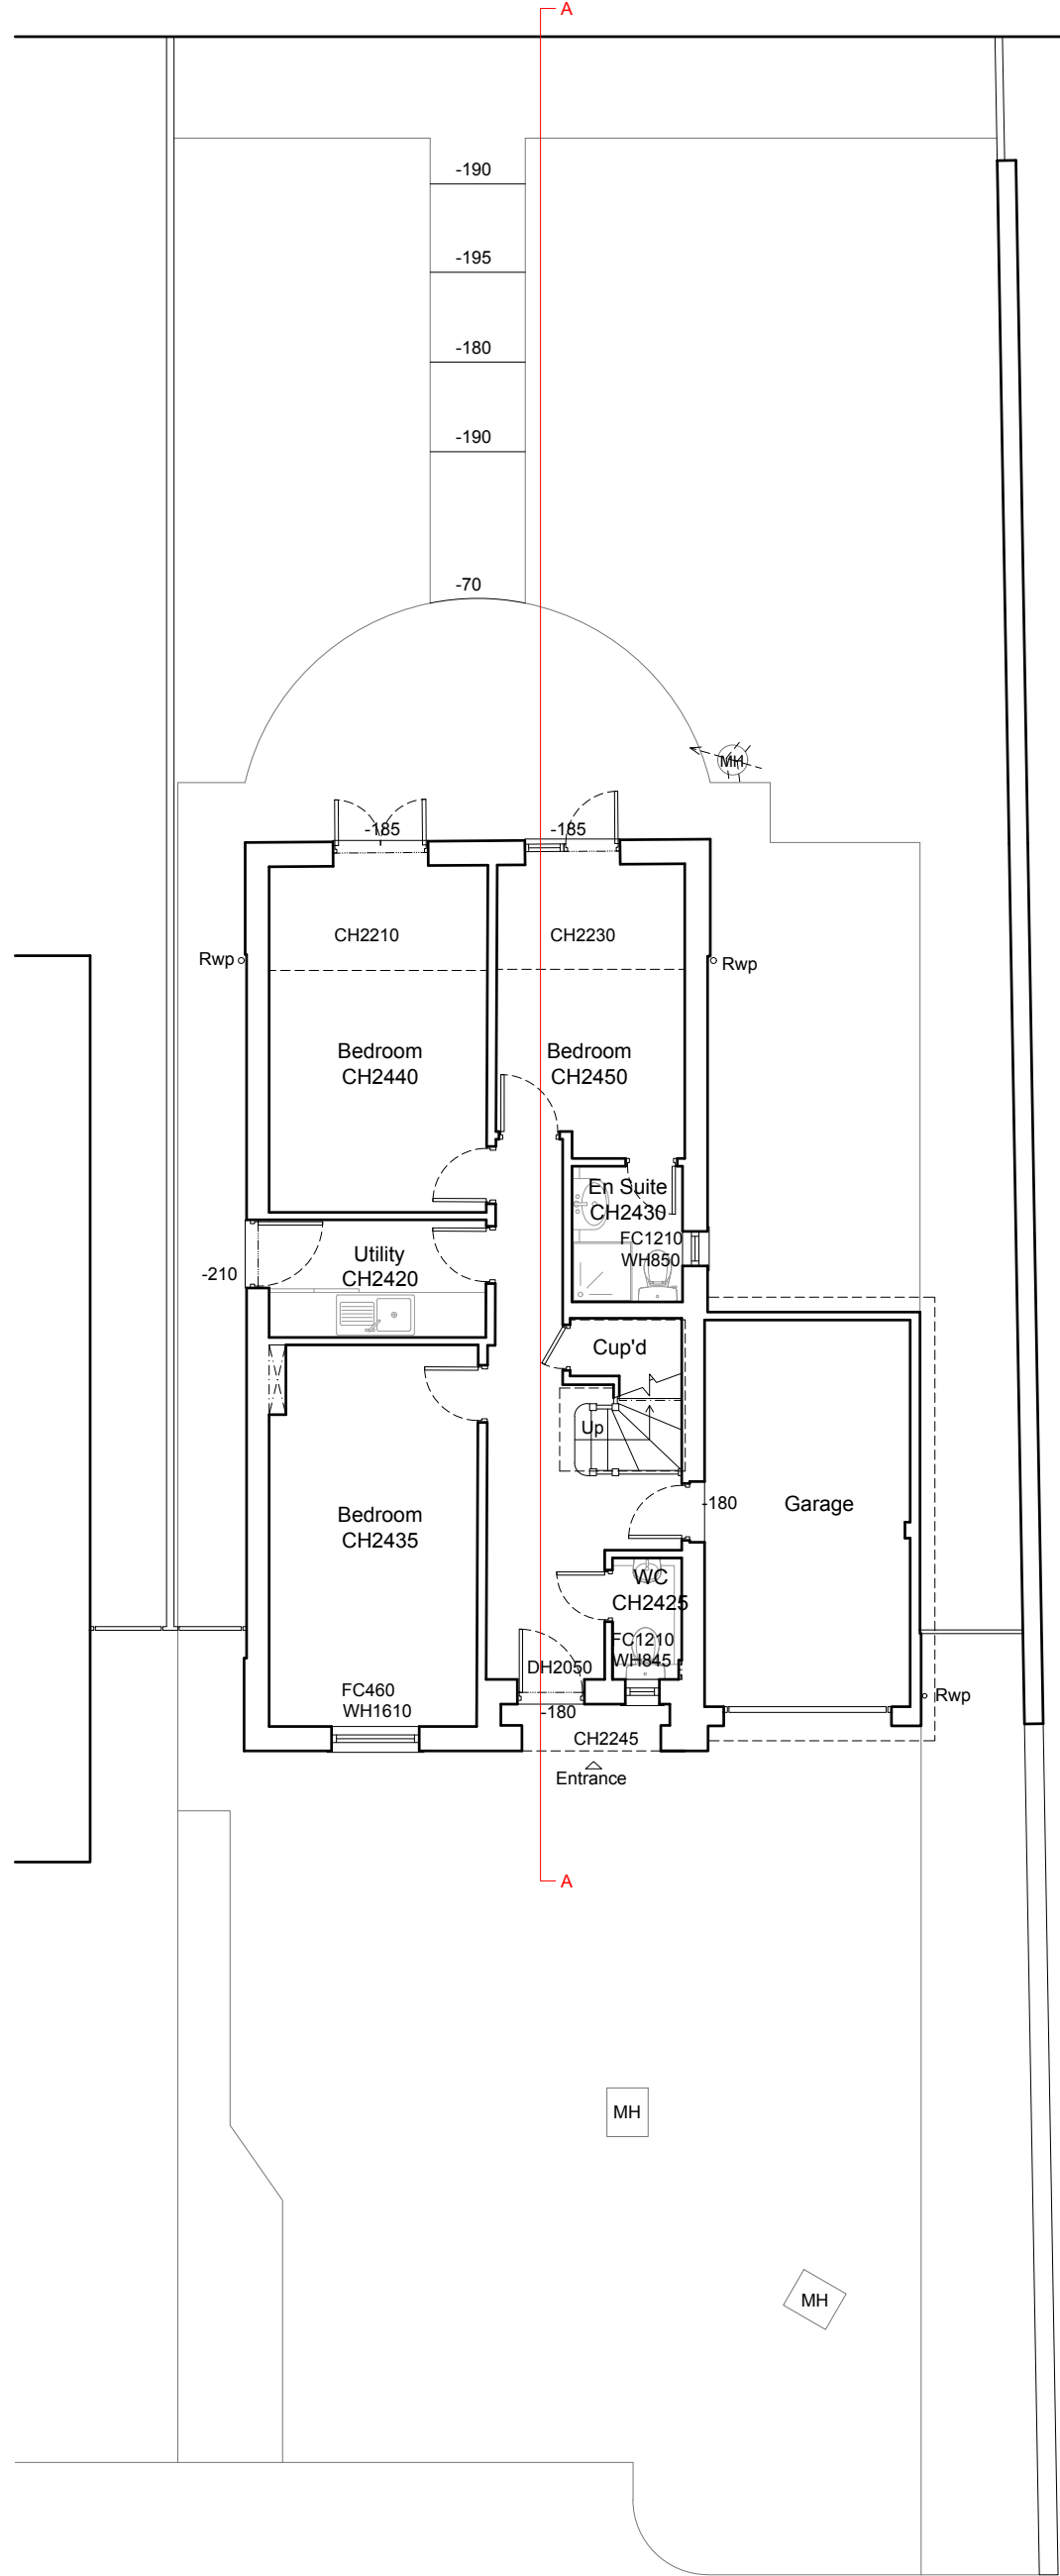 A
-190
-195
-180
-190
-70
MH
-185
-185
CH2210
CH2230
Rwp
Rwp
Bedroom
CH2440
Bedroom
CH2450
En Suite
CH2430
FC1210
WH850
Utility
CH2420
-210
Cup'd
Up
Bedroom
CH2435
-180
Garage
WC
CH2425
FC1210
WH845
DH2050
FC460
WH1610
-180
Rwp
CH2245
Entrance
A
MH
MH